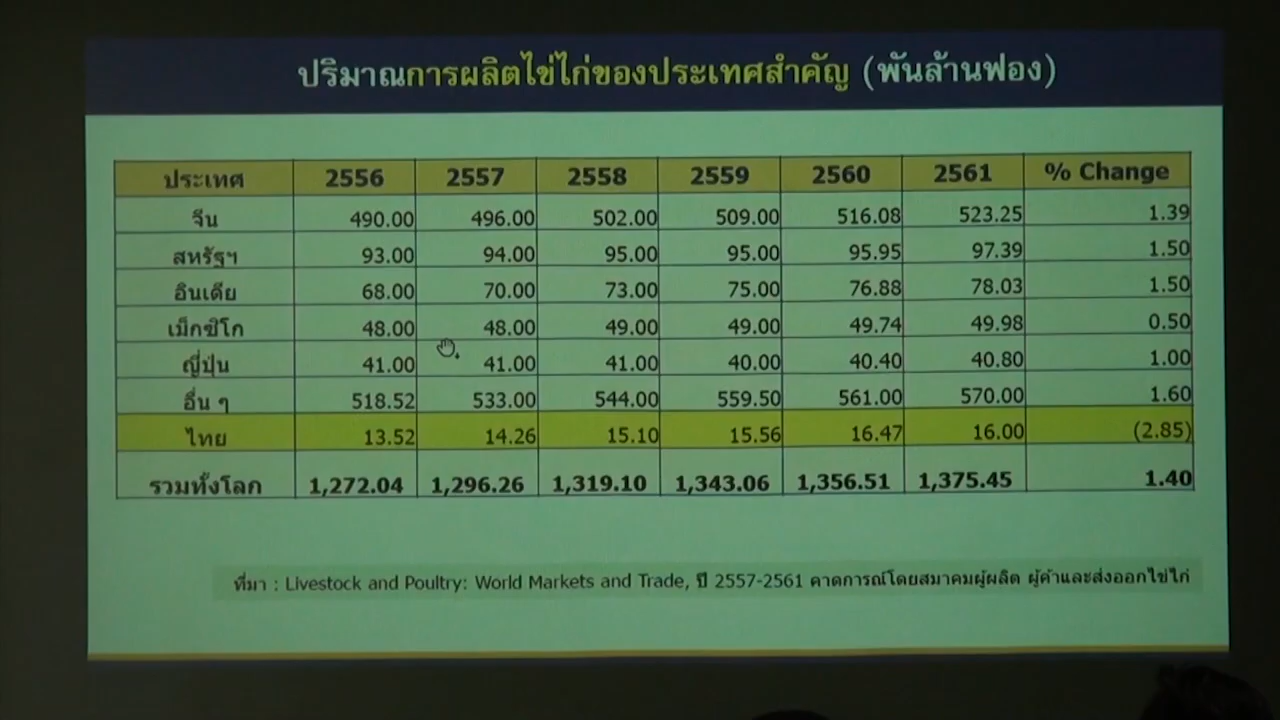 ปริมาณการผลิตไข่ไก่ของประเทศสำคัญ (พันล้านฟอง)
ประเทศ 2556 2557 2558 2559 2560 2561 % Change
จีน 490.00 496.00 502.00 509.00 516.08 523.25 1.39
สหรัฐฯ 93.00 94.00 95.00 95.00 95.95 97.39 1.50
อินเดีย 68.00 70.00 73.00 75.00 76.88 78.03 1.50
เม็กซิโก 48.00 48.00 49.00 49.00 49.74 49.98 0.50
ญี่ปุ่น 41.00 41.00 41.00 40.00 40.40 40.80 1.00
อื่น ๆ 518.52 533.00 544.00 559.50 561.00 570.00 1.60
ไทย 13.52 14.26 15.10 15.56 16.47 16.00 (2.85)
รวมทั้งโลก 1,272.04 1,296.26 1,319.10 1,343.06 1,356.51 1,375.45 1.40
ที่มา : Livestock and Poultry: World Markets and Trade, ปี 2557-2561 คาดการณ์โดยสมาคมผู้ผลิต ผู้ค้าและส่งออกไข่ไก่